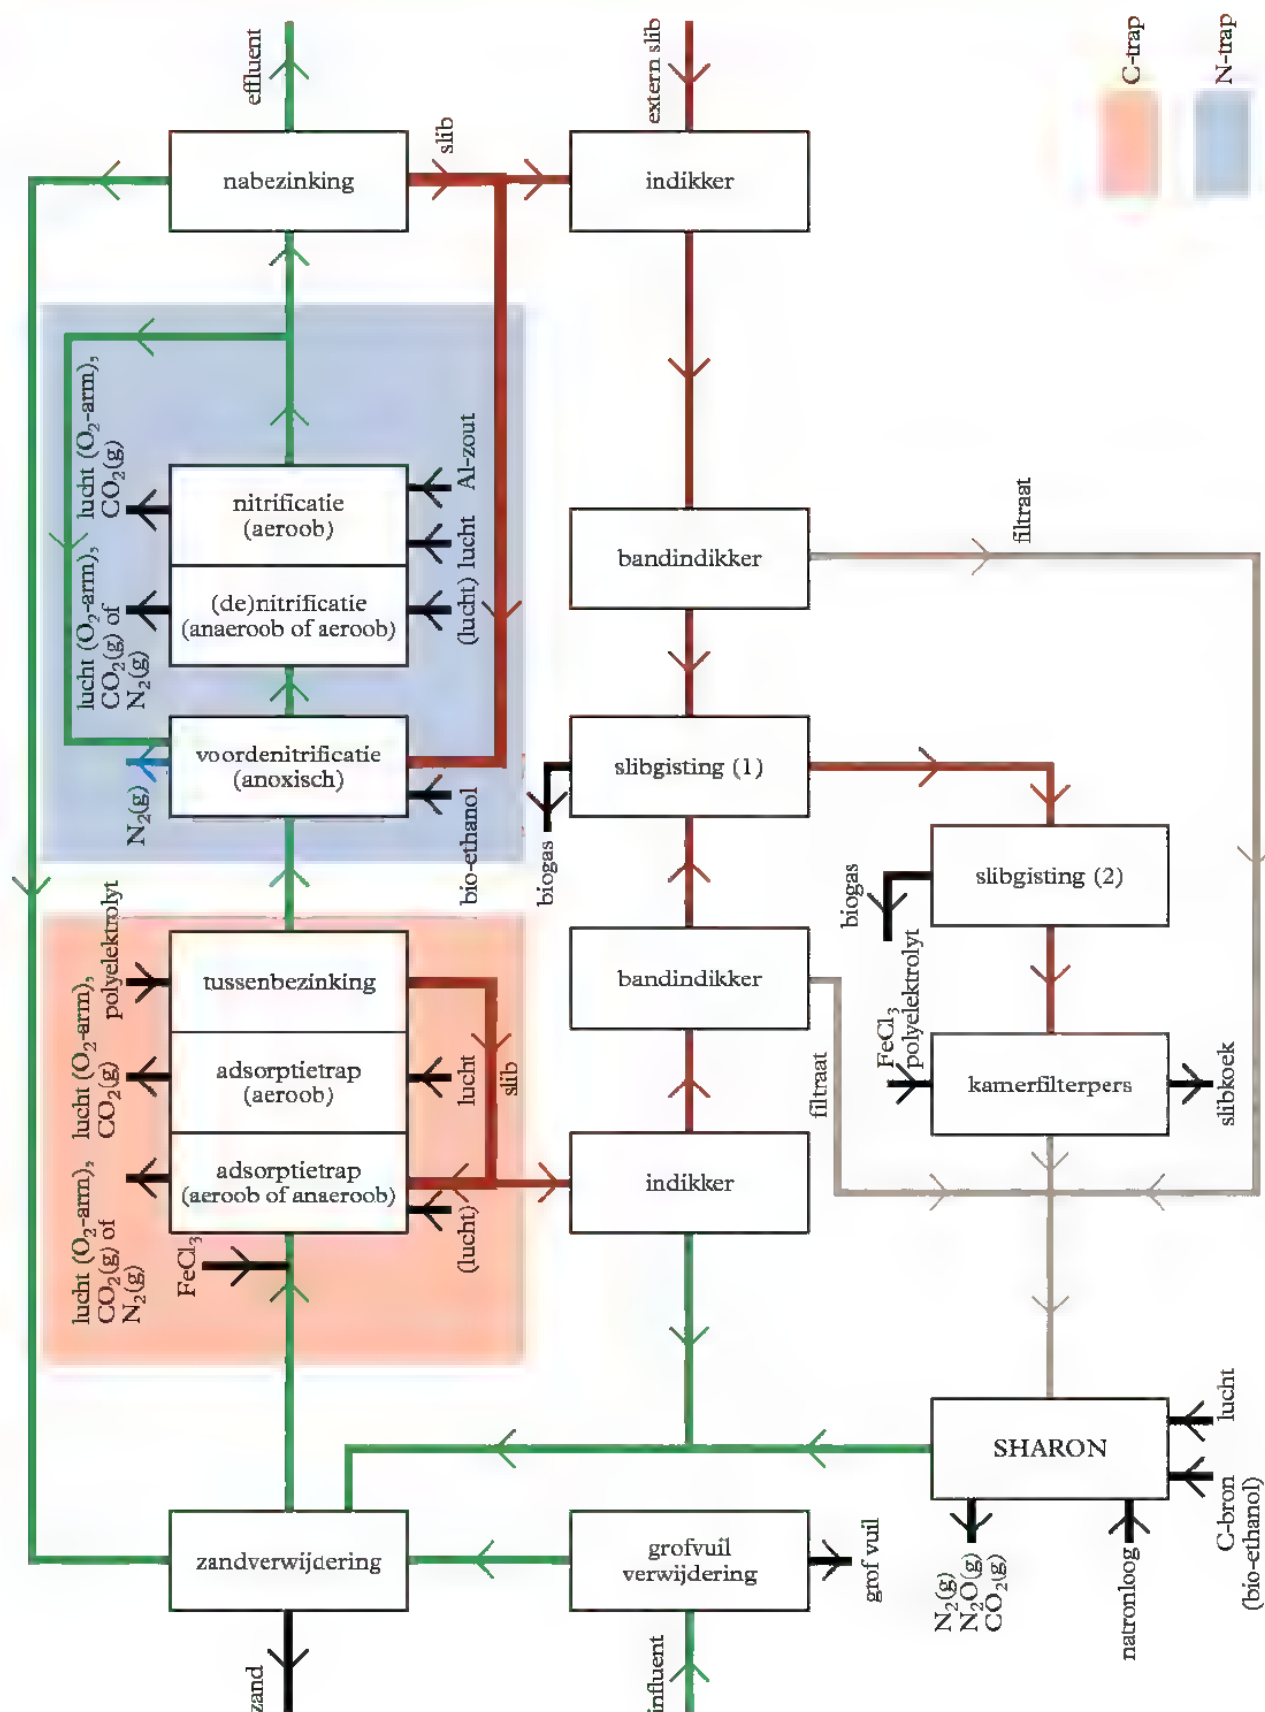 effluent
extern slib
C-trap
N-trap
nabezinking
slib
indikker
lucht (O₂-arm),
CO₂(g)
nitrificatie
(aeroob)
Al-zout
lucht
lucht (O₂-arm),
CO₂(g) of
N₂(g)
(de)nitrificatie
(anaeroob of aeroob)
(lucht)
bandindikker
filtraat
N₂(g)
voordenitrificatie
(anoxisch)
bio-ethanol
slibgisting (1)
biogas
slibgisting (2)
biogas
polyelektrolyt
tussenbezinking
bandindikker
lucht (O₂-arm),
CO₂(g)
adsorptietrap
(aeroob)
lucht
slib
filtraat
FeCl₃
polyelektrolyt
kamerfilterpers
slibkoek
lucht (O₂-arm),
CO₂(g) of
N₂(g)
adsorptietrap
(aeroob of anaeroob)
(lucht)
FeCl₃
indikker
SHARON
lucht
C-bron
(bio-ethanol)
natronloog
N₂(g)
N₂O(g)
CO₂(g)
zandverwijdering
grofvuil
verwijdering
grof vuil
zand
influent